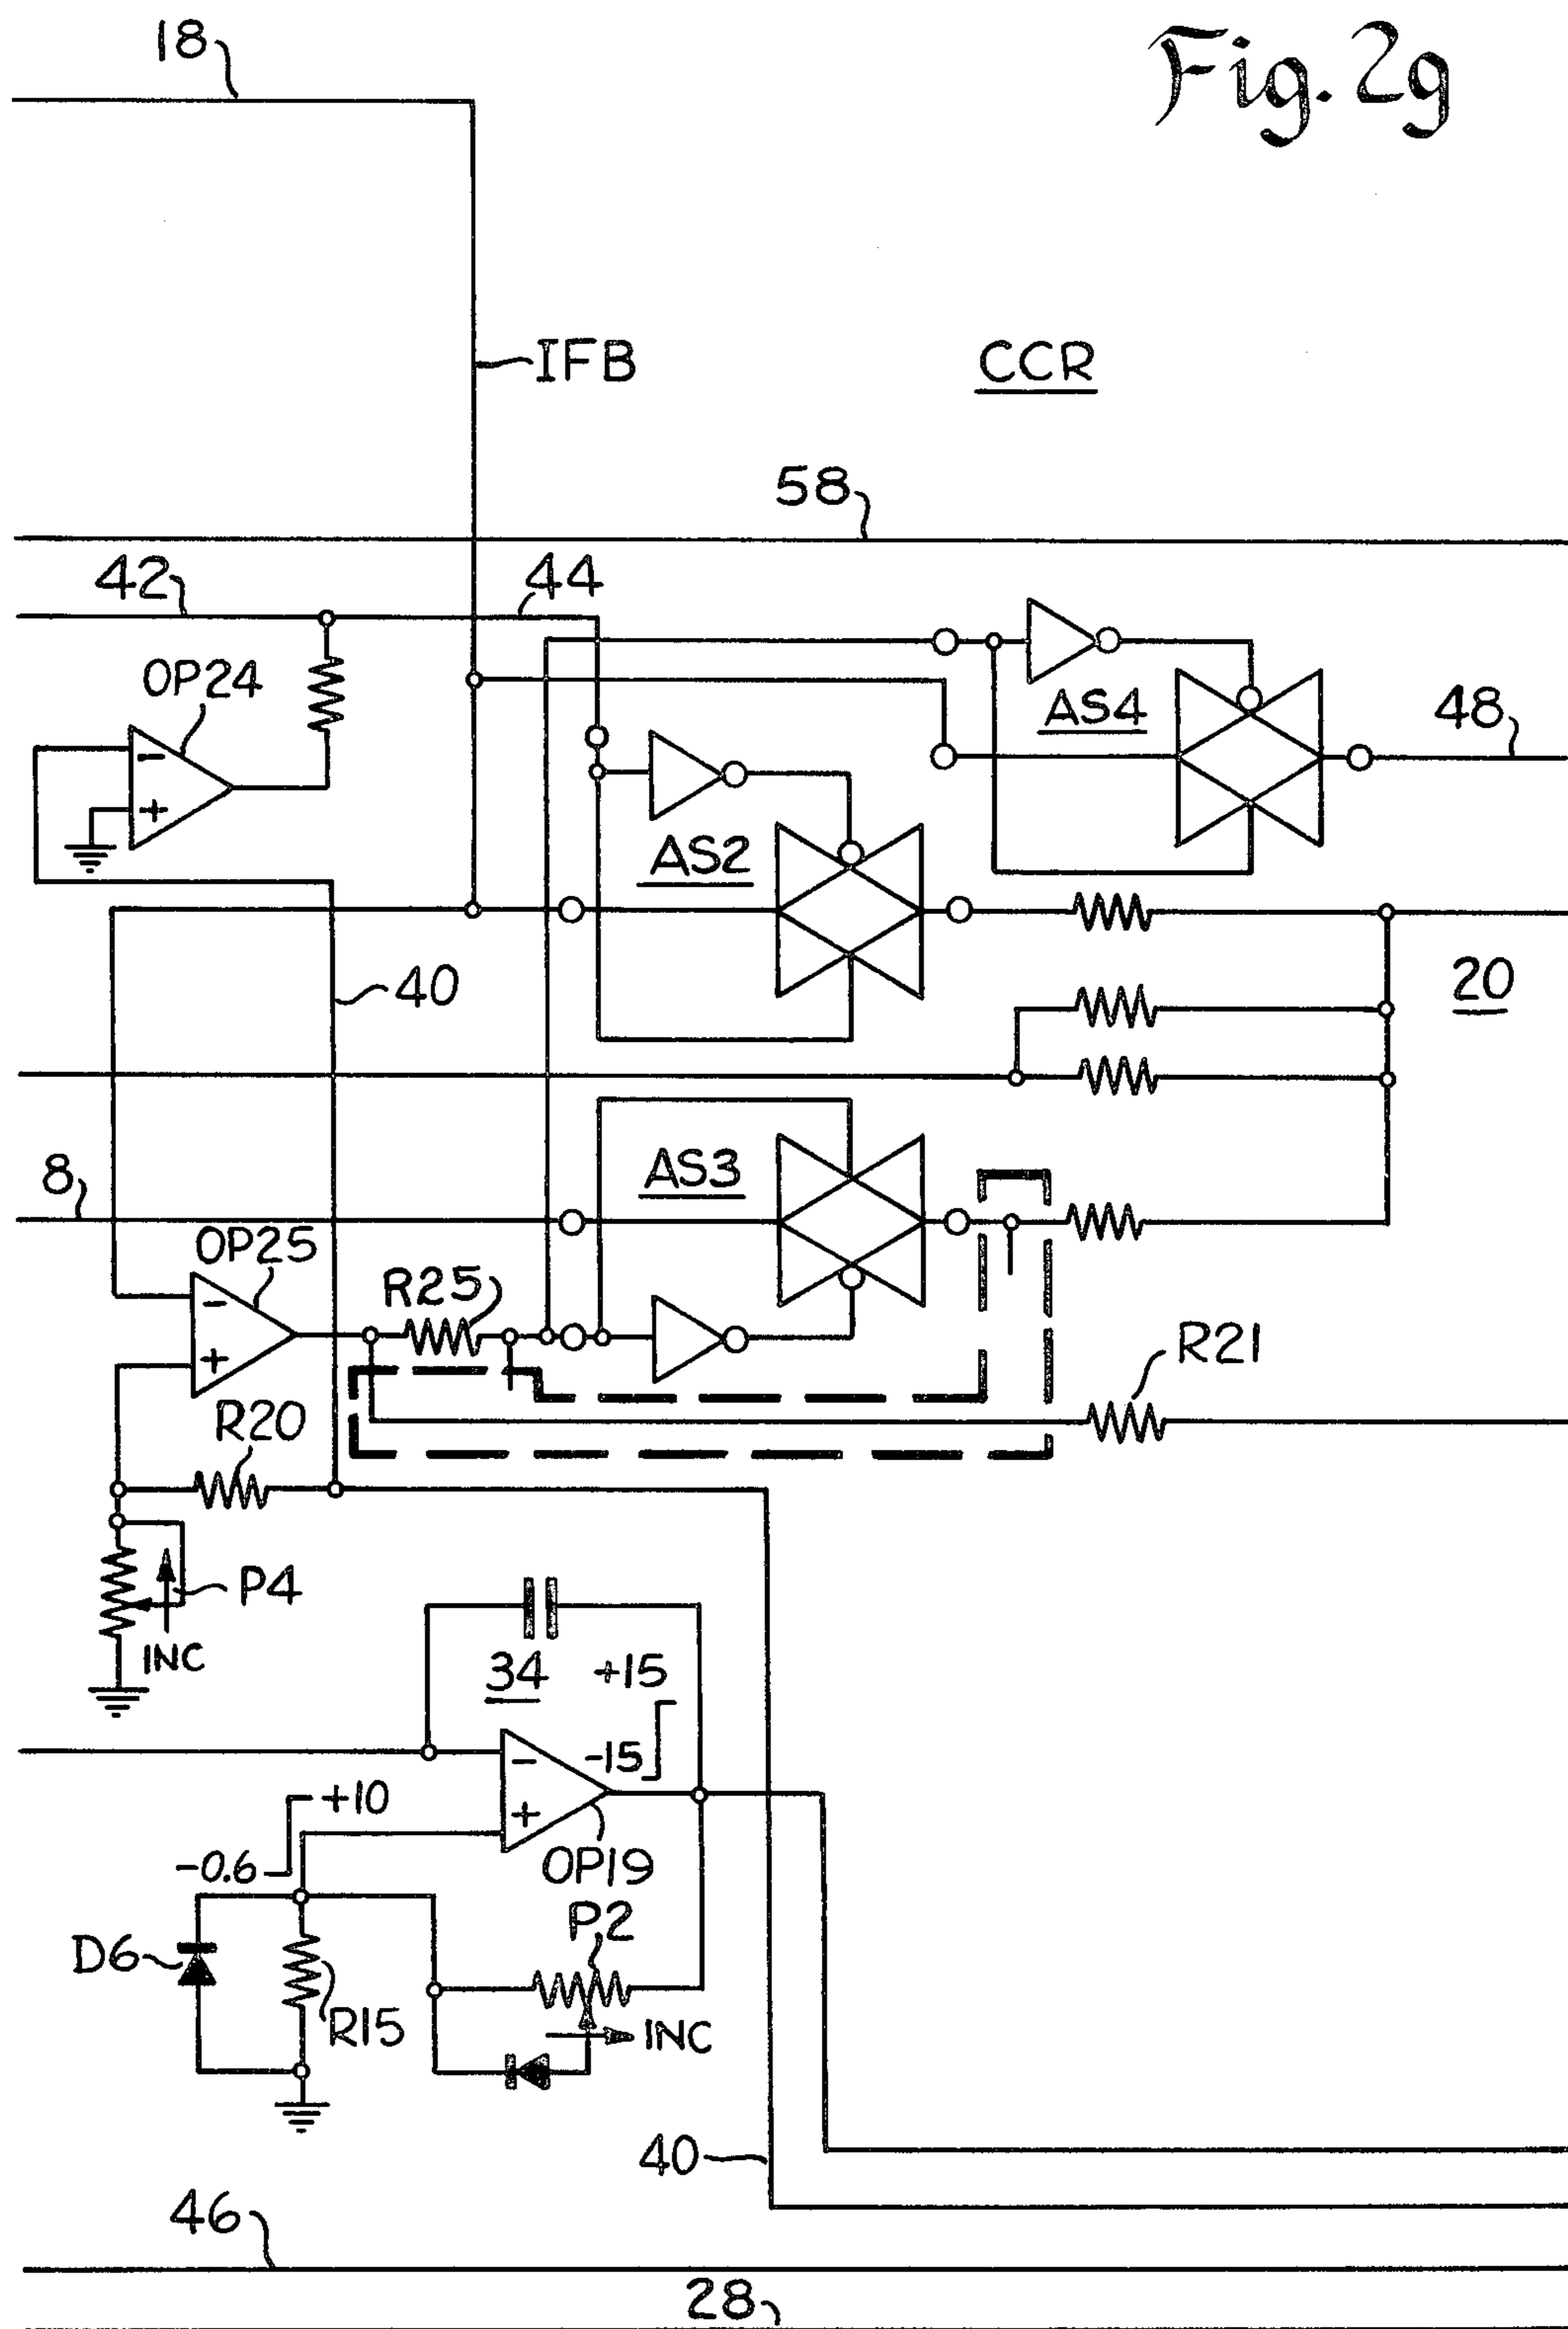 18
Fig. 2g
IFB
CCR
58
42
44
OP24
AS4
48
−
+
AS2
40
20
8
AS3
OP25
R25
−
+
R21
R20
P4
INC
34
+15
−
-15
+10
+
-0.6
OP19
P2
D6
R15
INC
40
46
28